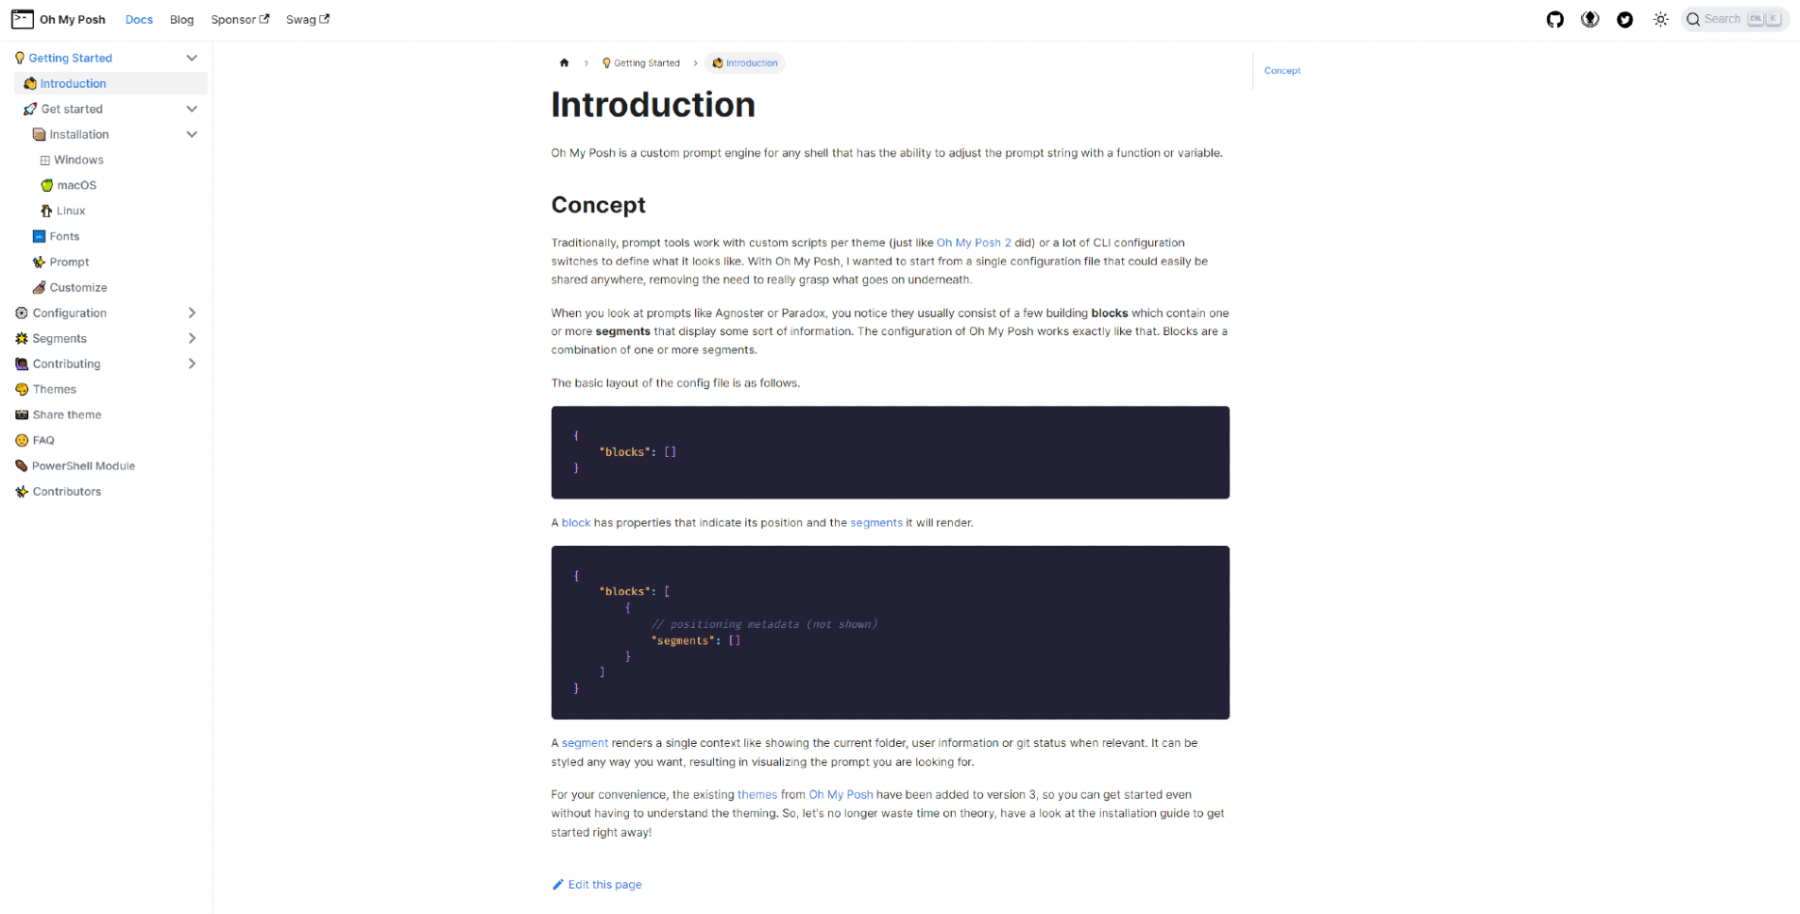 Oh My Posh Docs Blog Sponsor Swag Search
Getting Started
Introduction
Get started
Installation
Windows
macOS
Linux
Fonts
Prompt
Customize
Configuration
Segments
Contributing
Themes
Share theme
FAQ
PowerShell Module
Contributors
Getting Started Introduction
Introduction
Oh My Posh is a custom prompt engine for any shell that has the ability to adjust the prompt string with a function or variable.
Concept
Traditionally, prompt tools work with custom scripts per theme (just like Oh My Posh 2 did) or a lot of CLI configuration
switches to define what it looks like. With Oh My Posh, I wanted to start from a single configuration file that could easily be
shared anywhere, removing the need to really grasp what goes on underneath.
When you look at prompts like Agnoster or Paradox, you notice they usually consist of a few building blocks which contain one
or more segments that display some sort of information. The configuration of Oh My Posh works exactly like that. Blocks are a
combination of one or more segments.
The basic layout of the config file is as follows.
{
"blocks": []
}
A block has properties that indicate its position and the segments it will render.
{
"blocks": [
{
// positioning metadata (not shown)
"segments": []
}
]
}
A segment renders a single context like showing the current folder, user information or git status when relevant. It can be
styled any way you want, resulting in visualizing the prompt you are looking for.
For your convenience, the existing themes from Oh My Posh have been added to version 3, so you can get started even
without having to understand the theming. So, let's no longer waste time on theory, have a look at the installation guide to get
started right away!
Edit this page
Concept